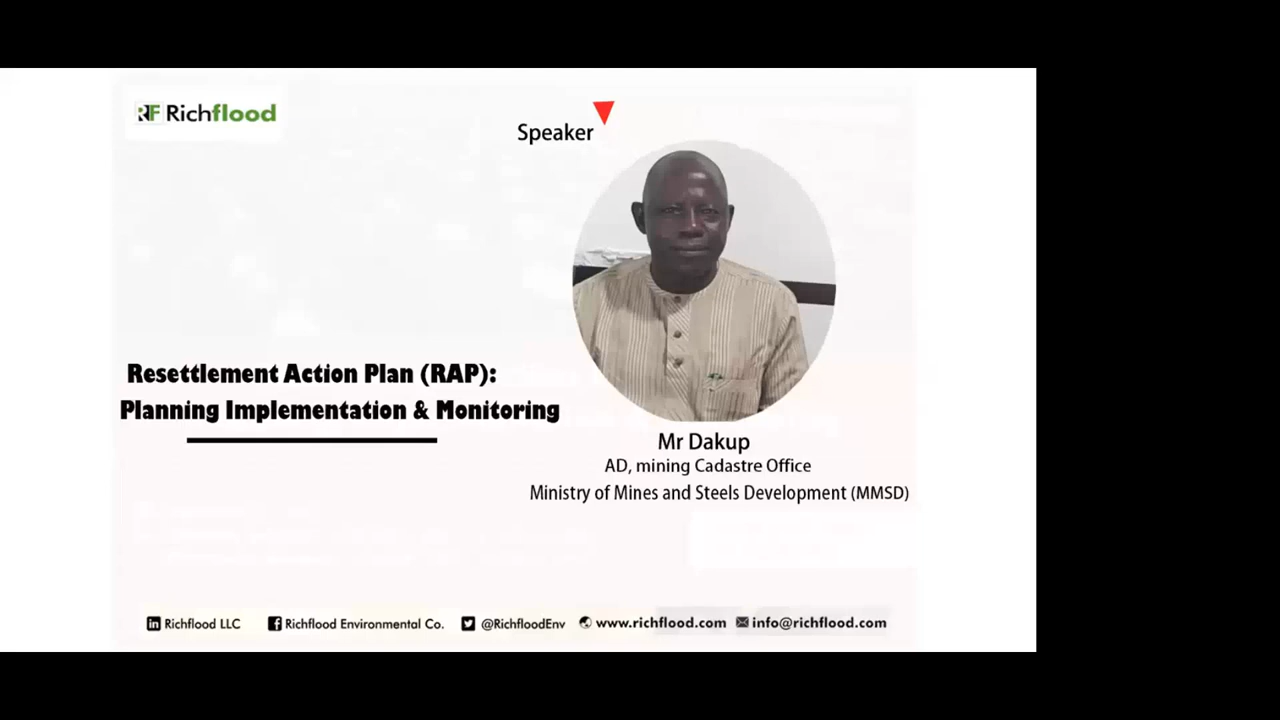 RF Richflood
Speaker
Resettlement Action Plan (RAP):
Planning Implementation & Monitoring
Mr Dakup
AD, mining Cadastre Office
Ministry of Mines and Steels Development (MMSD)
Richflood LLC Richflood Environmental Co. @RichfloodEnv www.richflood.com info@richflood.com